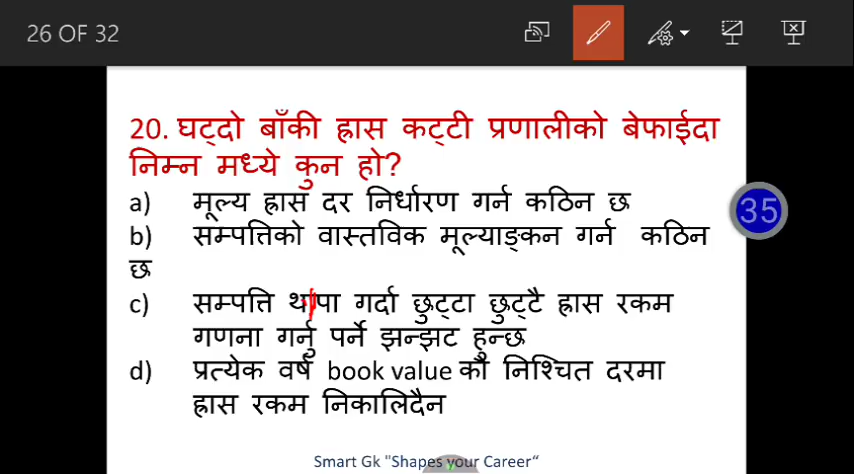 26 OF 32
20. घट्दो बाँकी ह्रास कट्टी प्रणालीको बेफाईदा
निम्न मध्ये कुन हो?
a) मूल्य ह्रास दर निर्धारण गर्न कठिन छ
35
b) सम्पत्तिको वास्तविक मूल्याङ्कन गर्न कठिन
छ
c) सम्पत्ति थापा गर्दा छुट्टा छुट्टै ह्रास रकम
गणना गर्नु पर्ने झन्झट हुन्छ
d) प्रत्येक वर्ष book value कौ निश्चित दरमा
ह्रास रकम निकालिदैन
Smart Gk "Shapes your Career“